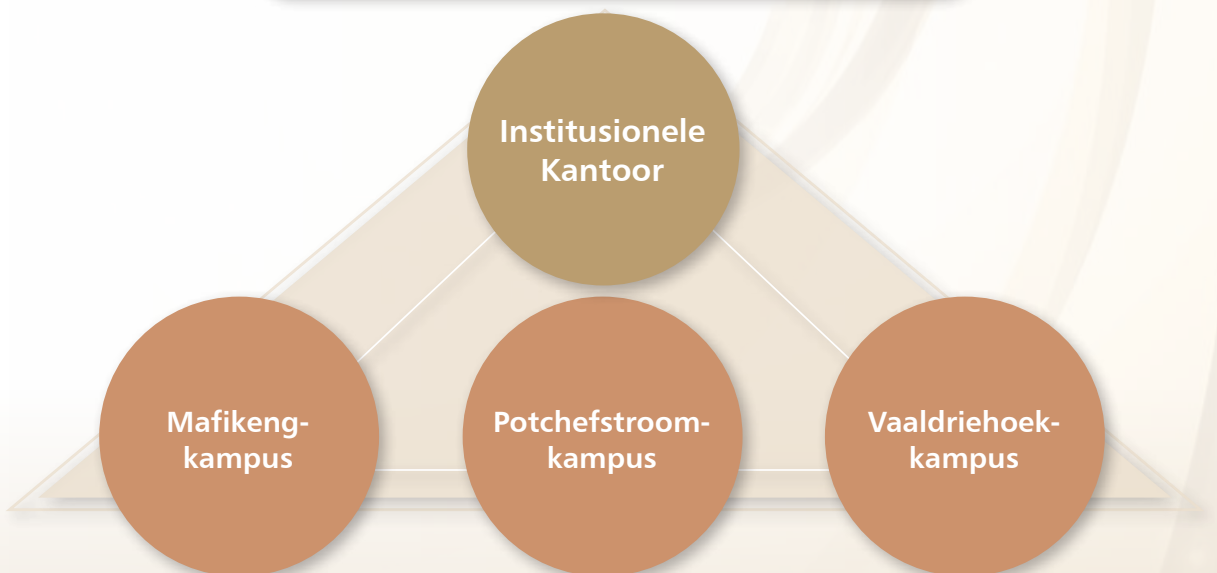 Institusionele
Kantoor
Mafikeng-
kampus
Potchefstroom-
kampus
Vaaldriehoek-
kampus